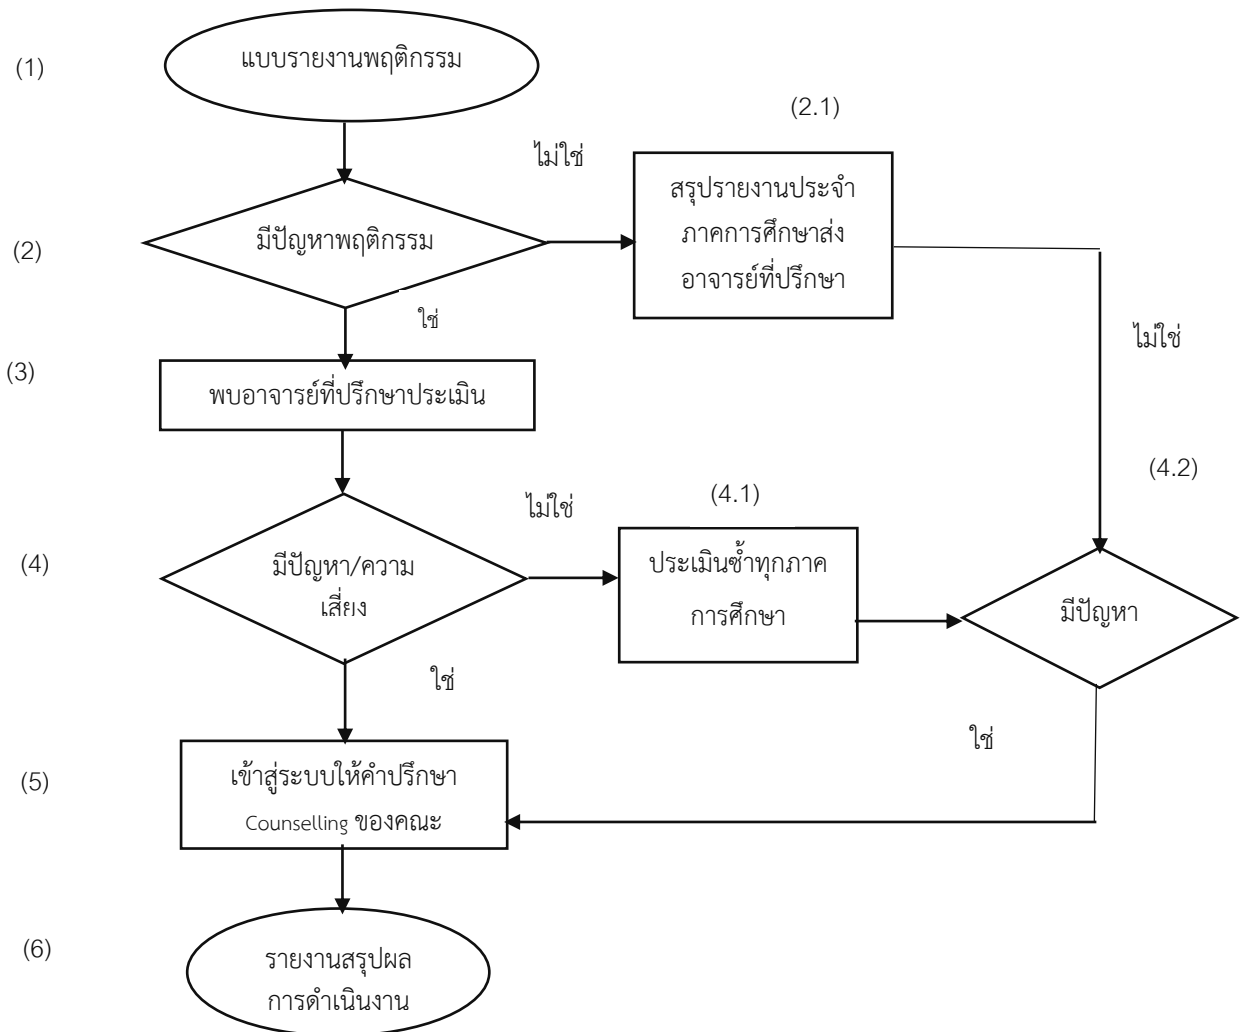 (1)
แบบรายงานพฤติกรรม
(2.1)
ไม่ใช่
สรุปรายงานประจำ
ภาคการศึกษาส่ง
อาจารย์ที่ปรึกษา
(2)
มีปัญหาพฤติกรรม
ใช่
ไม่ใช่
(3)
พบอาจารย์ที่ปรึกษาประเมิน
(4.2)
(4.1)
ไม่ใช่
(4)
มีปัญหา/ความ
เสี่ยง
ประเมินซ้ำทุกภาค
การศึกษา
มีปัญหา
ใช่
ใช่
(5)
เข้าสู่ระบบให้คำปรึกษา
Counselling ของคณะ
(6)
รายงานสรุปผล
การดำเนินงาน